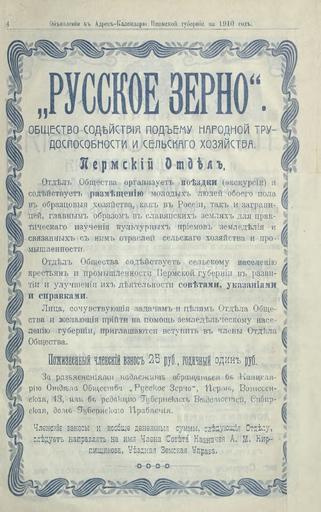 4 Объявленія къ Адресъ-Календарю Пермской губерніи на 1910 годъ.
„РУССКОЕ ЗЕРНО“.
ОБЩЕСТВО СОДѢЙСТВІЯ ПОДЪЕМУ НАРОДНОЙ ТРУ-
ДОСПОСОБНОСТИ И СЕЛЬСКАГО ХОЗЯЙСТВА.
Пермскій Отдѣлъ.
Отдѣлъ Общества организуетъ поѣздки (экскурсіи) и
содѣйствуетъ размѣщенію молодыхъ людей обоего пола
въ образцовыя хозяйства, какъ въ Россіи, такъ и заграни-
цей, главнымъ образомъ въ славянскихъ земляхъ для прак-
тическаго изученія культурныхъ пріемовъ земледѣлія и
связанныхъ съ нимъ отраслей сельскаго хозяйства и про-
мышленности.
Отдѣлъ Общества содѣйствуетъ сельскому населенію
крестьянъ и промышленности Пермской губерніи въ разви-
тіи и улучшеніи ихъ дѣятельности совѣтами, указаніями
и справками.
Лица, сочувствующія задачамъ и цѣлямъ Отдѣла Обще-
ства и желающія прійти на помощь земледѣльческому насе-
ленію губерніи, приглашаются вступить въ члены Отдѣла
Общества.
Пожизненный членскій взносъ 25 руб., годичный одинъ руб.
За разъясненіями надлежитъ обращаться въ Канцеля-
рію Отдѣла Общества „Русское Зерно“, Пермь, Вознесен-
ская, 43, или въ редакцію Губернскихъ Вѣдомостей, Сибир-
ская, домъ Губернскаго Правленія.
Членскіе взносы и вообще денежныя суммы, слѣдующія Отдѣлу,
слѣдуетъ направлять на имя Члена Совѣта Казначея А. М. Кир-
пищикова, Уѣздная Земская Управа.